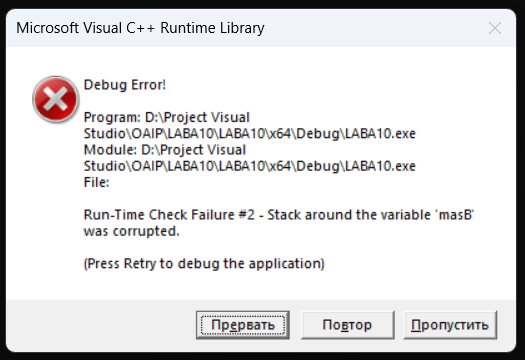 Microsoft Visual C++ Runtime Library
Debug Error!
Program: D:\Project Visual
Studio\OAIP\LABA10\LABA10\x64\Debug\LABA10.exe
Module: D:\Project Visual
Studio\OAIP\LABA10\LABA10\x64\Debug\LABA10.exe
File:
Run-Time Check Failure #2 - Stack around the variable 'masB'
was corrupted.
(Press Retry to debug the application)
Прервать Повтор Пропустить